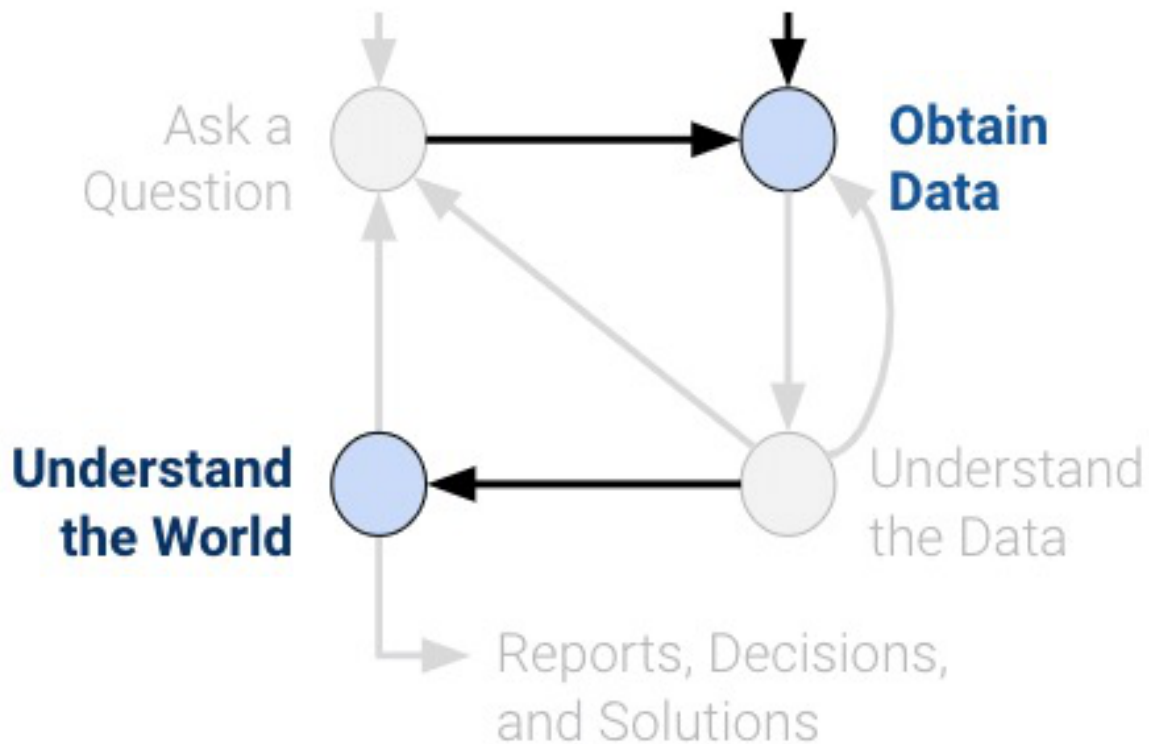 Ask a
Question
Obtain
Data
Understand
the World
Understand
the Data
Reports, Decisions,
and Solutions